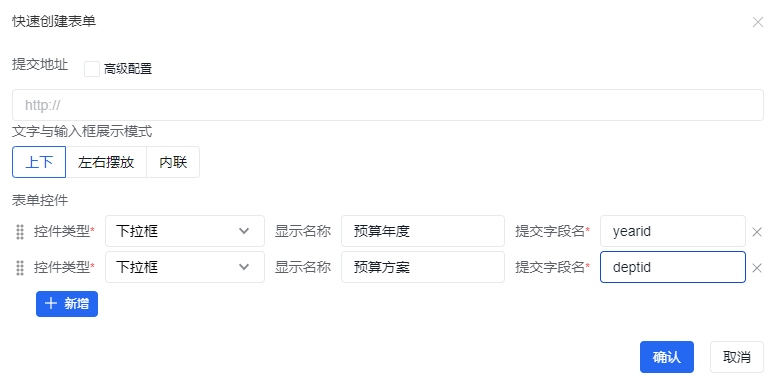 快速创建表单
提交地址 高级配置
http://
文字与输入框展示模式
上下 左右摆放 内联
表单控件
控件类型* 下拉框 显示名称 预算年度 提交字段名* yearid
控件类型* 下拉框 显示名称 预算方案 提交字段名* deptid
新增
确认 取消